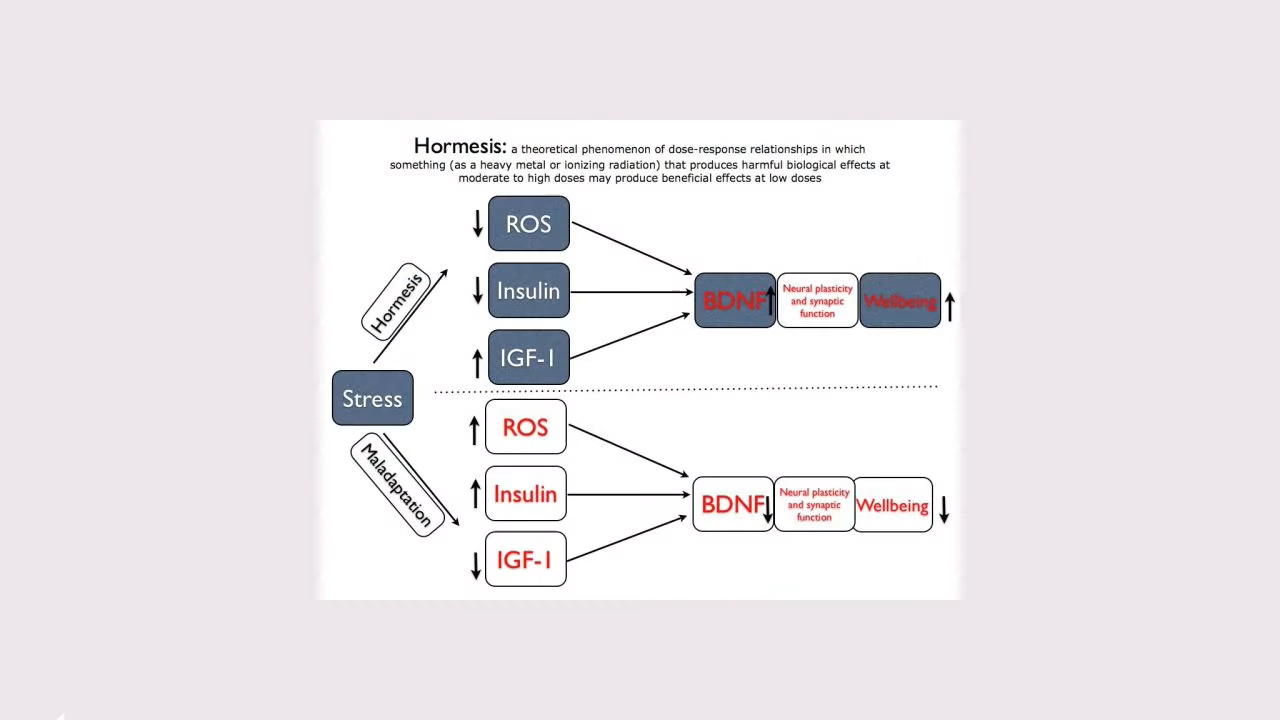 Hormesis: a theoretical phenomenon of dose-response relationships in which
something (as a heavy metal or ionizing radiation) that produces harmful biological effects at
moderate to high doses may produce beneficial effects at low doses
ROS
Insulin
IGF-1
Hormesis
BDNF
Neural plasticity
and synaptic
function
Wellbeing
Stress
Maladaptation
ROS
Insulin
IGF-1
BDNF
Neural plasticity
and synaptic
function
Wellbeing